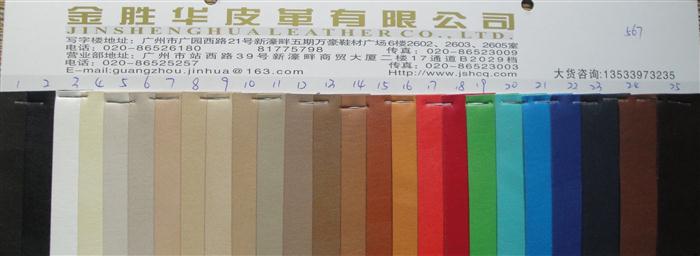 金胜华皮革有限公司
JINSHENGHUA LEATHER CO., LTD.
567
写字楼地址:广州市广园西路21号新濠畔五期万豪鞋材广场6楼2602、2603、2605室
电话:020-86526180 81775798 传真:020-86523009
营业部地址:广州市站西路39号新濠畔商贸大厦二楼17通道B2029档
电话:020-86525257 传真:020-86523003
E-mail:guangzhou.jinhua@163.com Http://www.jshcq.com 大货咨询:13533973235
1 2 3 4 5 6 7 8 9 10 11 12 13 14 15 16 17 18 19 20 21 22 23 24 25